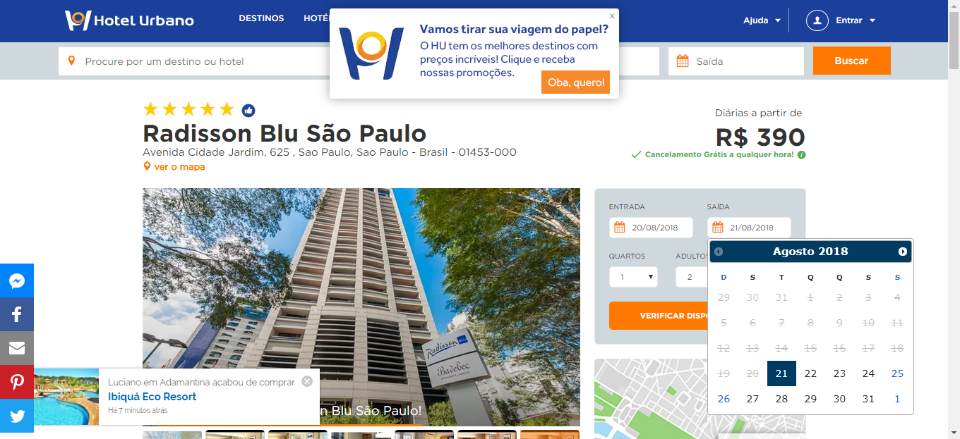 Hotel Urbano
DESTINOS
Ajuda
Entrar
x
Vamos tirar sua viagem do papel?
O HU tem os melhores destinos com
preços incríveis! Clique e receba
nossas promoções.
Oba, quero!
Procure por um destino ou hotel
Saída
Buscar
Radisson Blu São Paulo
Avenida Cidade Jardim, 625 , Sao Paulo, Sao Paulo - Brasil - 01453-000
ver o mapa
Diárias a partir de
R$ 390
Cancelamento Grátis a qualquer hora!
ENTRADA
SAÍDA
20/08/2018
21/08/2018
QUARTOS
ADULTOS
1
2
VERIFICAR DISP
Agosto 2018
D S T Q Q S S
29 30 31 1 2 3 4
5 6 7 8 9 10 11
12 13 14 15 16 17 18
19 20 21 22 23 24 25
26 27 28 29 30 31 1
Radisson
Badebec
Luciano em Adamantina acabou de comprar
Ibiquá Eco Resort
Há 7 minutos atrás
on Blu São Paulo!